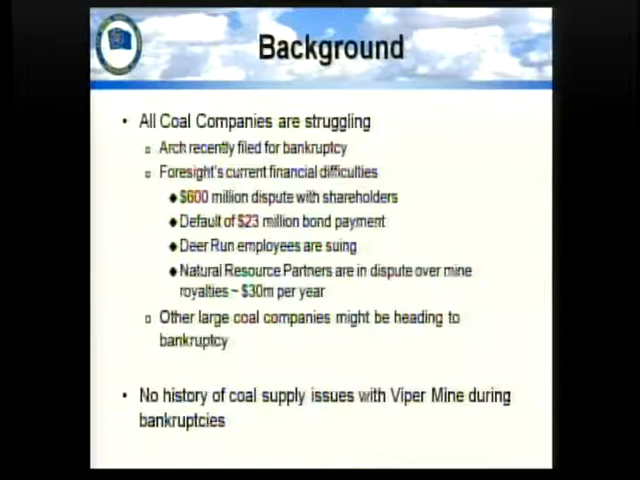 Background
• All Coal Companies are struggling
▫ Arch recently filed for bankruptcy
▫ Foresight's current financial difficulties
◆$600 million dispute with shareholders
◆Default of $23 million bond payment
◆Deer Run employees are suing
◆Natural Resource Partners are in dispute over mine
royalties ~ $30m per year
▫ Other large coal companies might be heading to
bankruptcy
• No history of coal supply issues with Viper Mine during
bankruptcies